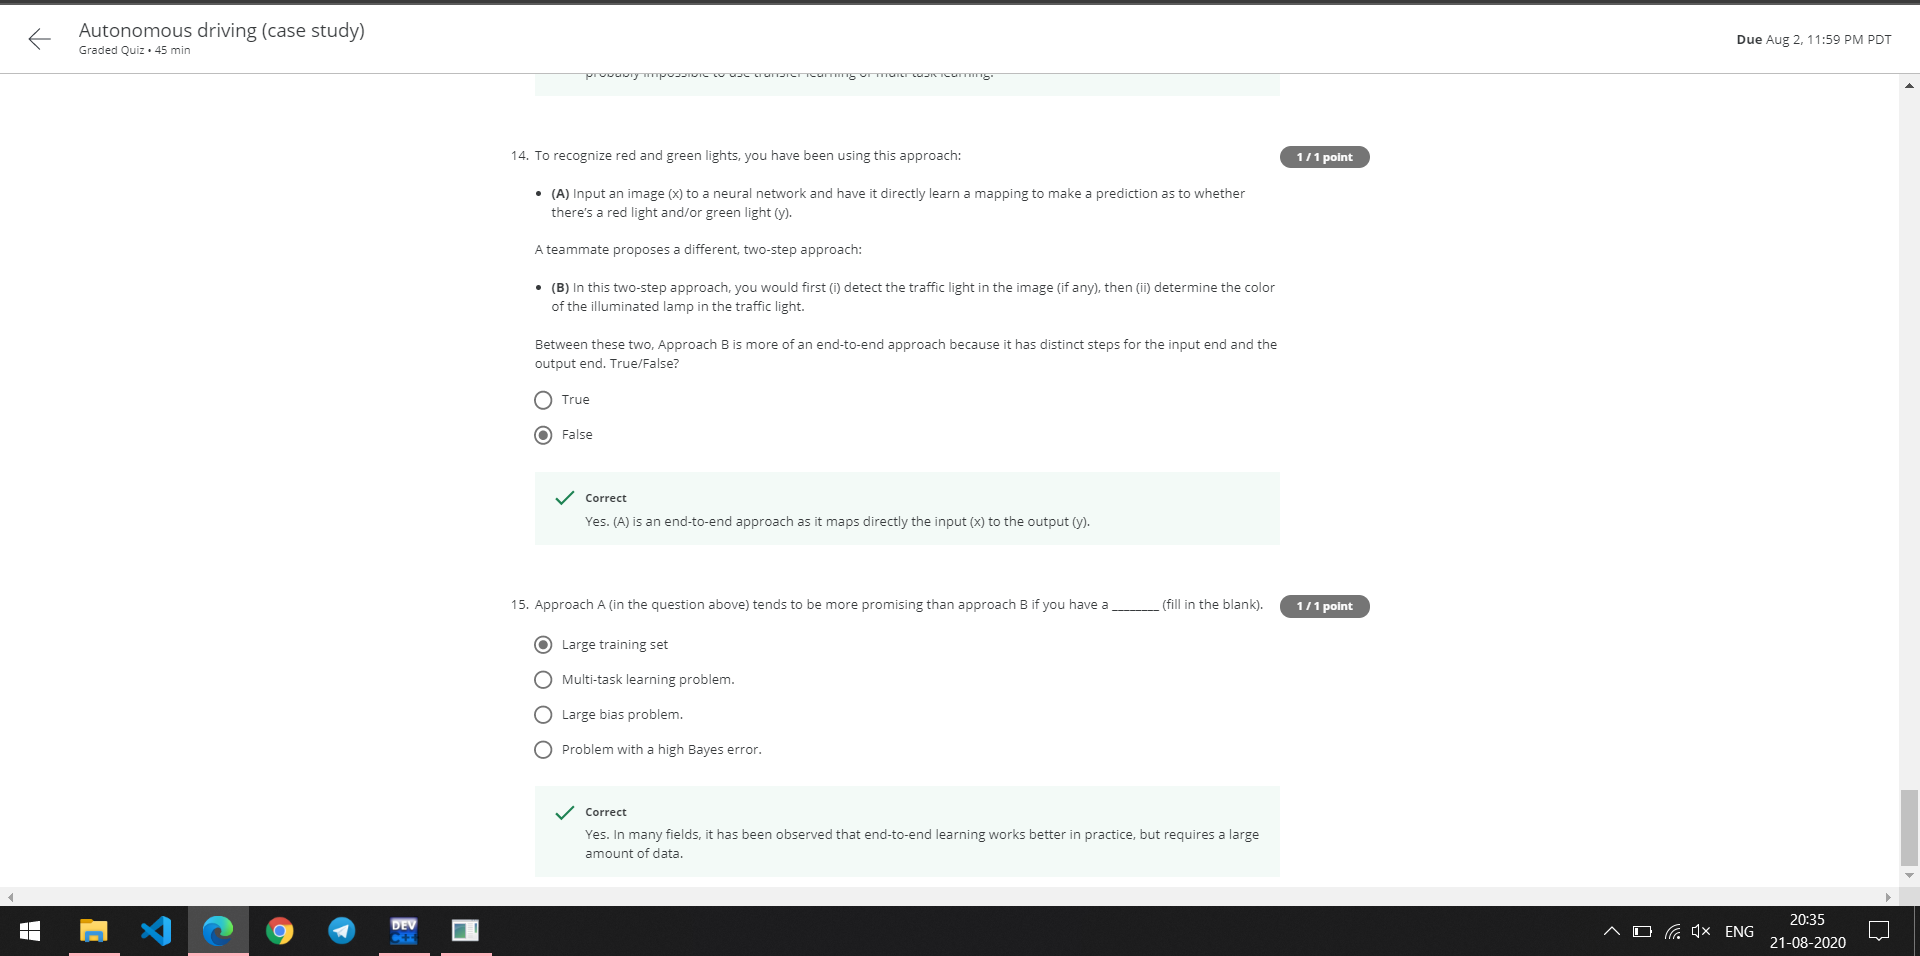 Autonomous driving (case study)
Graded Quiz • 45 min
Due Aug 2, 11:59 PM PDT
probably impossible to use transfer learning or multi-task learning.
14. To recognize red and green lights, you have been using this approach:
1 / 1 point
• (A) Input an image (x) to a neural network and have it directly learn a mapping to make a prediction as to whether
there's a red light and/or green light (y).
A teammate proposes a different, two-step approach:
• (B) In this two-step approach, you would first (i) detect the traffic light in the image (if any), then (ii) determine the color
of the illuminated lamp in the traffic light.
Between these two, Approach B is more of an end-to-end approach because it has distinct steps for the input end and the
output end. True/False?
True
False
Correct
Yes. (A) is an end-to-end approach as it maps directly the input (x) to the output (y).
15. Approach A (in the question above) tends to be more promising than approach B if you have a ________ (fill in the blank).
1 / 1 point
Large training set
Multi-task learning problem.
Large bias problem.
Problem with a high Bayes error.
Correct
Yes. In many fields, it has been observed that end-to-end learning works better in practice, but requires a large
amount of data.
DEV
C++
ENG
20:35
21-08-2020